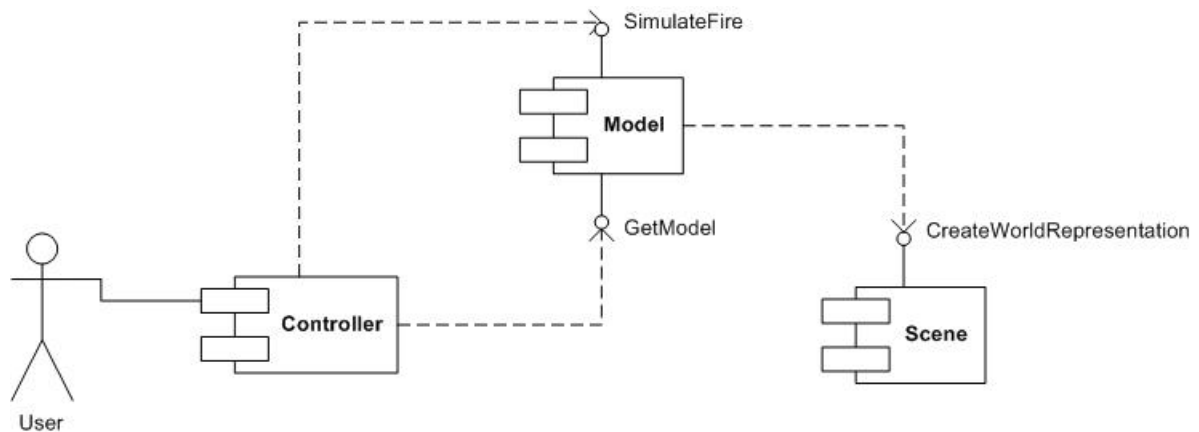 SimulateFire
Model
GetModel
CreateWorldRepresentation
Controller
Scene
User